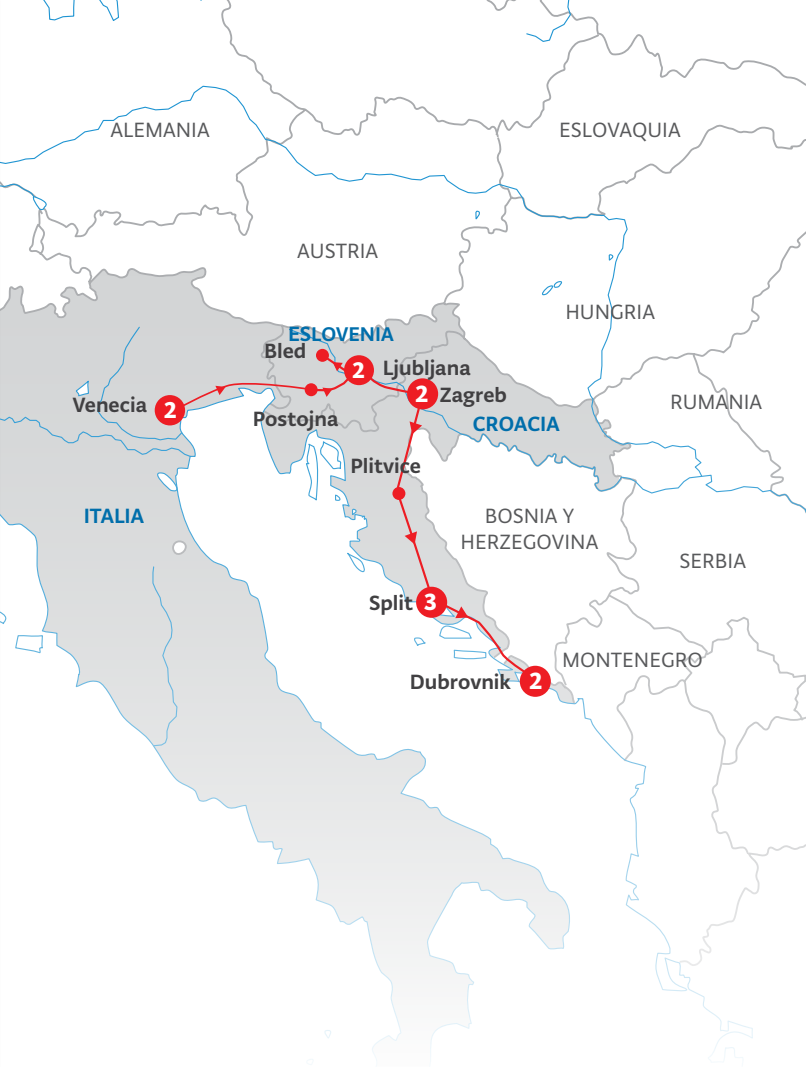 ALEMANIA
ESLOVAQUIA
AUSTRIA
HUNGRIA
ESLOVENIA
Bled
2
Ljubljana
2
Zagreb
Venecia
2
Postojna
CROACIA
RUMANIA
Plitvice
ITALIA
BOSNIA Y
HERZEGOVINA
SERBIA
Split
3
MONTENEGRO
Dubrovnik
2